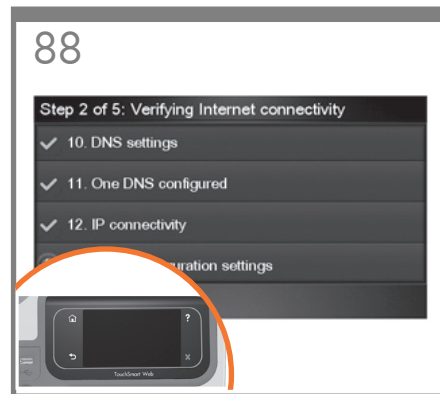 88
Step 2 of 5: Verifying Internet connectivity
✓ 10. DNS settings
✓ 11. One DNS configured
✓ 12. IP connectivity
uration settings
?
x
TouchSmart Web